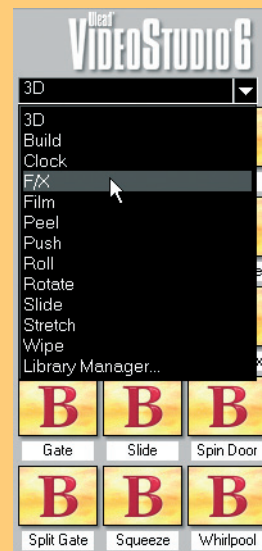 Ulead
VIDEOSTUDIO 6
3D
3D
Build
Clock
F/X
Film
Peel
Push
Roll
Rotate
Slide
Stretch
Wipe
Library Manager...
B B B
Gate Slide Spin Door
B B B
Split Gate Squeeze Whirlpool